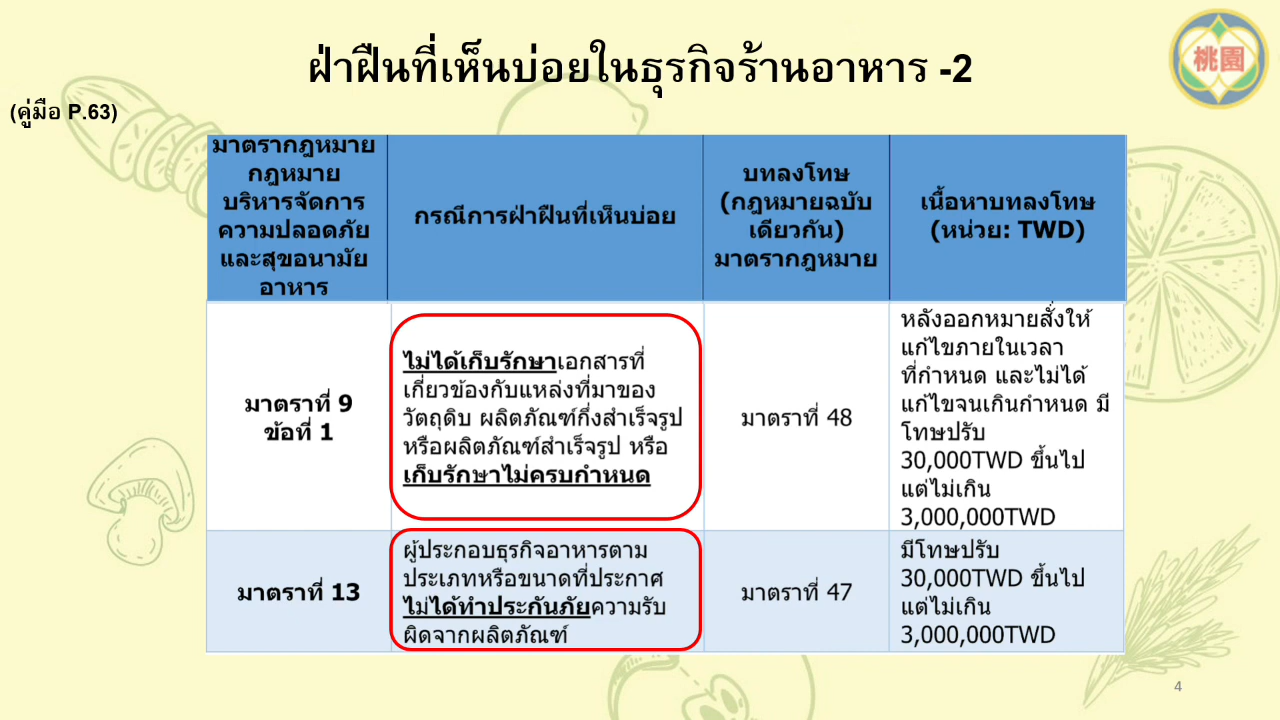 ฝ่าฝืนที่เห็นบ่อยในธุรกิจร้านอาหาร -2
桃園
(คู่มือ P.63)
มาตรากฎหมาย
กฎหมาย
บริหารจัดการ
ความปลอดภัย
และสุขอนามัย
อาหาร
กรณีการฝ่าฝืนที่เห็นบ่อย
บทลงโทษ
(กฎหมายฉบับ
เดียวกัน)
มาตรากฎหมาย
เนื้อหาบทลงโทษ
(หน่วย: TWD)
มาตราที่ 9
ข้อที่ 1
ไม่ได้เก็บรักษาเอกสารที่
เกี่ยวข้องกับแหล่งที่มาของ
วัตถุดิบ ผลิตภัณฑ์กึ่งสำเร็จรูป
หรือผลิตภัณฑ์สำเร็จรูป หรือ
เก็บรักษาไม่ครบกำหนด
มาตราที่ 48
หลังออกหมายสั่งให้
แก้ไขภายในเวลา
ที่กำหนด และไม่ได้
แก้ไขจนเกินกำหนด มี
โทษปรับ
30,000TWD ขึ้นไป
แต่ไม่เกิน
3,000,000TWD
มาตราที่ 13
ผู้ประกอบธุรกิจอาหารตาม
ประเภทหรือขนาดที่ประกาศ
ไม่ได้ทำประกันภัยความรับ
ผิดจากผลิตภัณฑ์
มาตราที่ 47
มีโทษปรับ
30,000TWD ขึ้นไป
แต่ไม่เกิน
3,000,000TWD
4